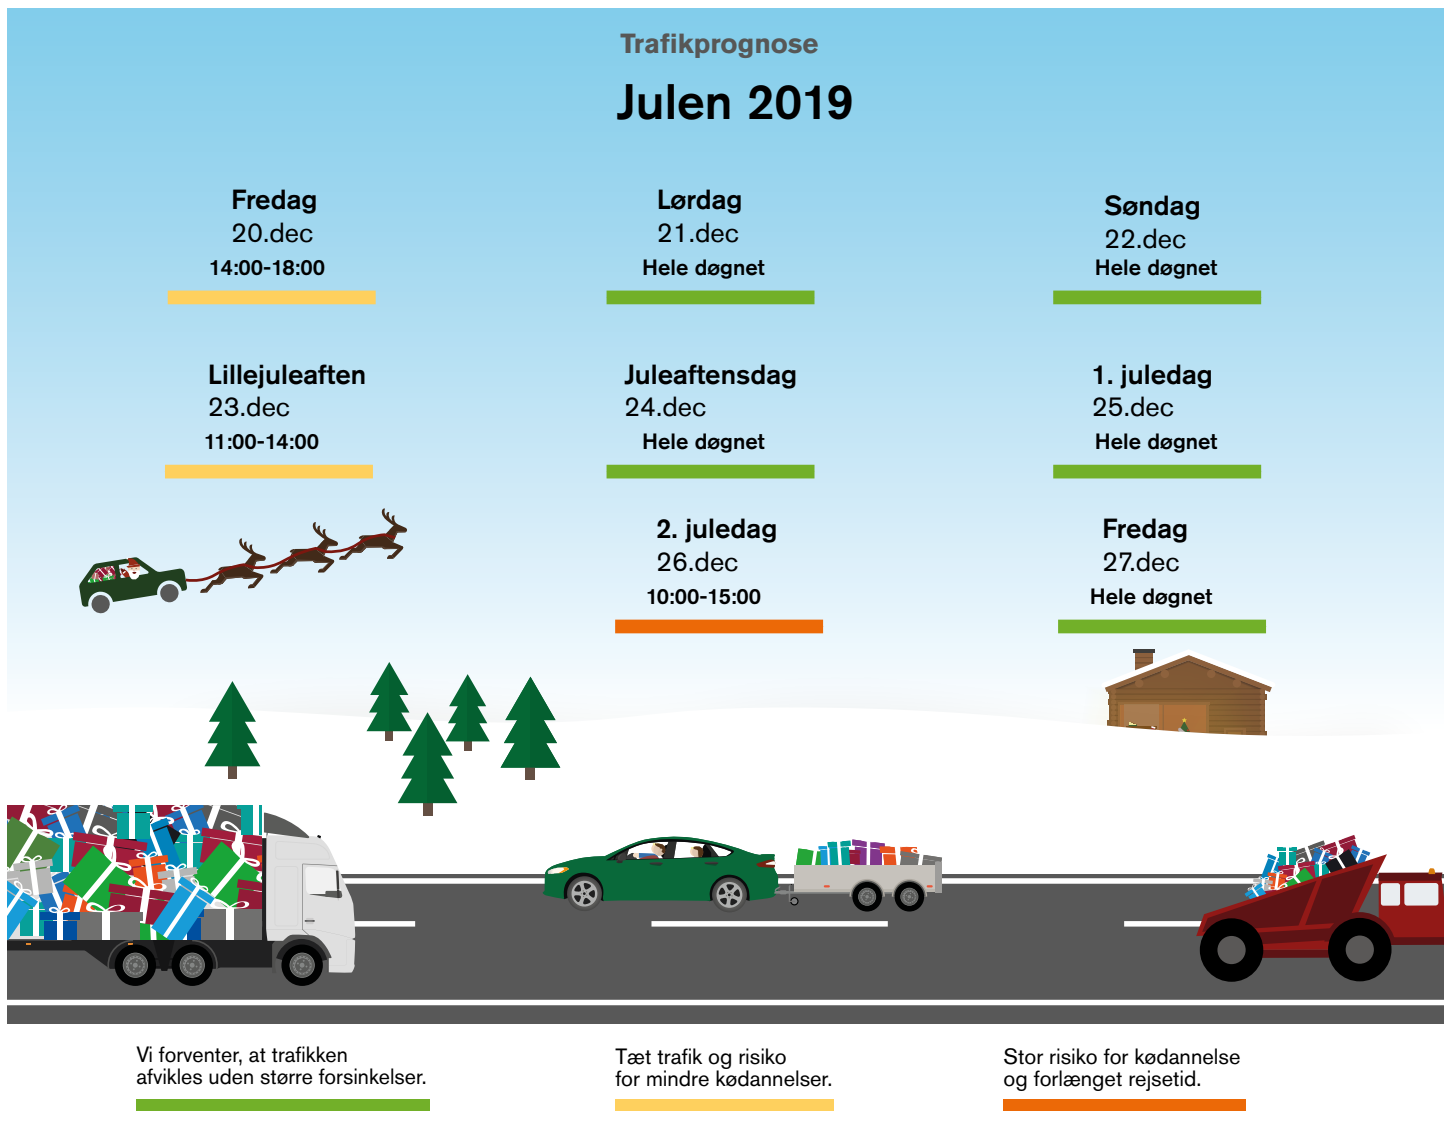 Trafikprognose
Julen 2019
Fredag
20.dec
14:00-18:00
Lørdag
21.dec
Hele døgnet
Søndag
22.dec
Hele døgnet
Lillejuleaften
23.dec
11:00-14:00
Juleaftensdag
24.dec
Hele døgnet
1. juledag
25.dec
Hele døgnet
2. juledag
26.dec
10:00-15:00
Fredag
27.dec
Hele døgnet
Vi forventer, at trafikken
afvikles uden større forsinkelser.
Tæt trafik og risiko
for mindre kødannelser.
Stor risiko for kødannelse
og forlænget rejsetid.